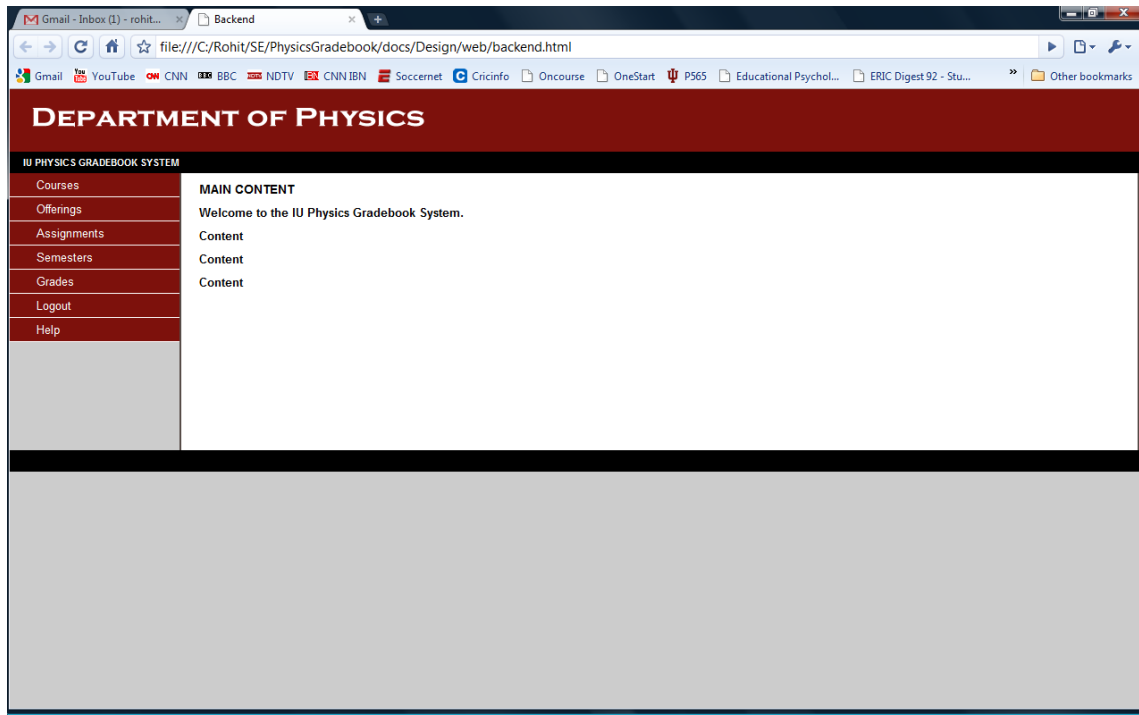 Gmail - Inbox (1) - rohit... Backend
file:///C:/Rohit/SE/PhysicsGradebook/docs/Design/web/backend.html
Gmail YouTube CNN BBC NDTV CNN IBN Soccernet Cricinfo Oncourse OneStart P565 Educational Psychol... ERIC Digest 92 - Stu... » Other bookmarks
DEPARTMENT OF PHYSICS
IU PHYSICS GRADEBOOK SYSTEM
Courses
Offerings
Assignments
Semesters
Grades
Logout
Help
MAIN CONTENT
Welcome to the IU Physics Gradebook System.
Content
Content
Content